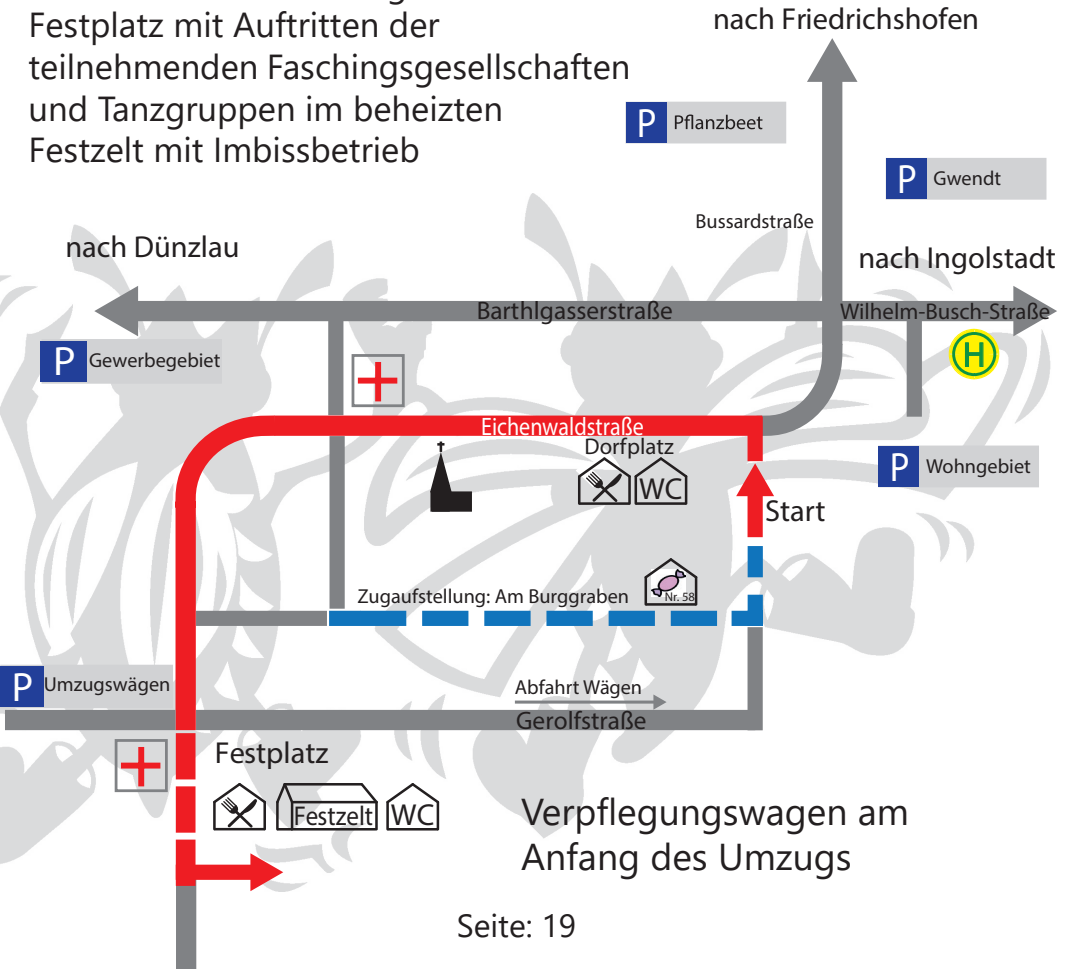 Festplatz mit Auftritten der
teilnehmenden Faschingsgesellschaften
und Tanzgruppen im beheizten
Festzelt mit Imbissbetrieb
nach Friedrichshofen
P Pflanzbeet
P Gwendt
Bussardstraße
nach Dünzlau
nach Ingolstadt
Barthlgasserstraße
Wilhelm-Busch-Straße
P Gewerbegebiet
H
Eichenwaldstraße
Dorfplatz
WC
P Wohngebiet
Start
Zugaufstellung: Am Burggraben
Nr. 58
P Umzugswägen
Abfahrt Wägen
Gerolfstraße
Festplatz
Festzelt
WC
Verpflegungswagen am
Anfang des Umzugs
Seite: 19